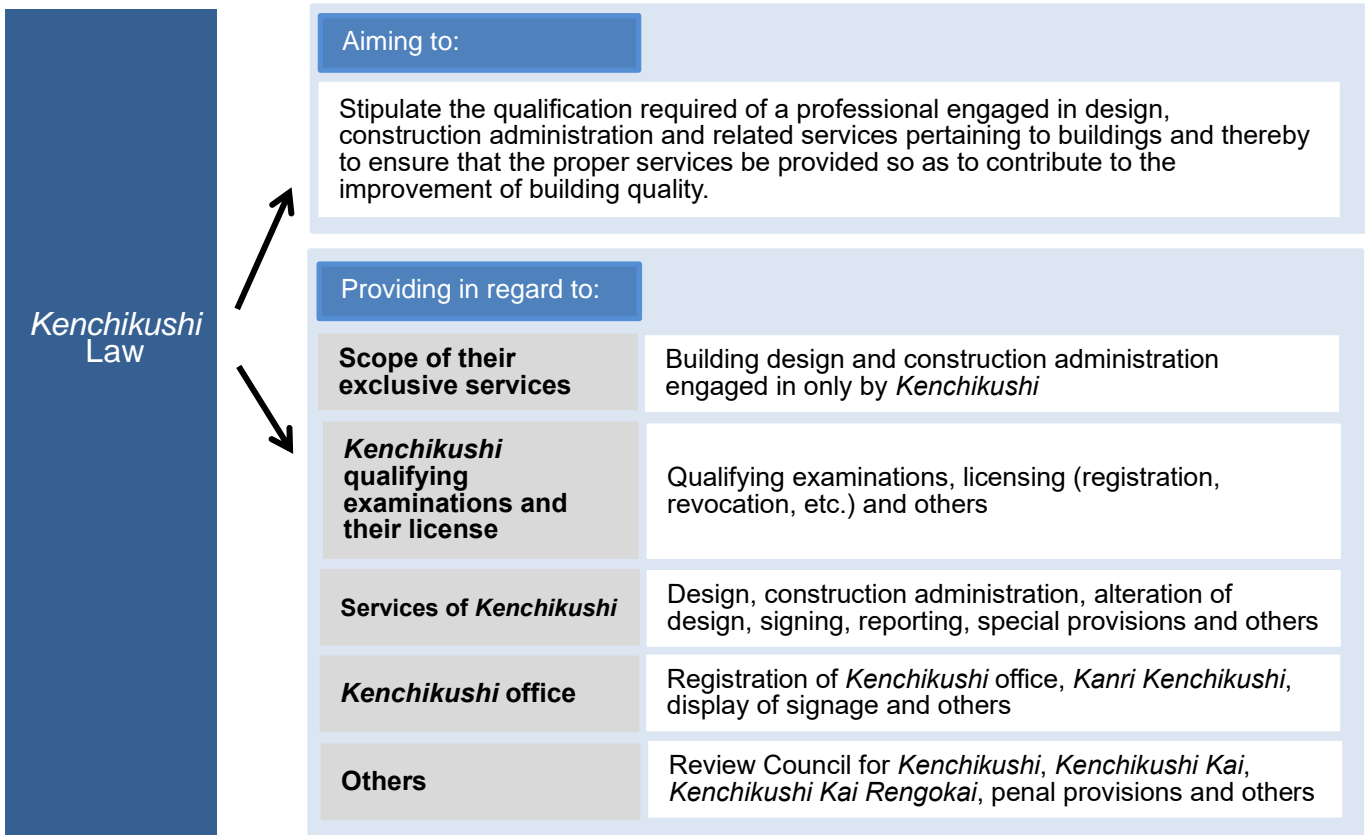 Kenchikushi
Law
Aiming to:
Stipulate the qualification required of a professional engaged in design,
construction administration and related services pertaining to buildings and thereby
to ensure that the proper services be provided so as to contribute to the
improvement of building quality.
Providing in regard to:
Scope of their
exclusive services
Building design and construction administration
engaged in only by Kenchikushi
Kenchikushi
qualifying
examinations and
their license
Qualifying examinations, licensing (registration,
revocation, etc.) and others
Services of Kenchikushi
Design, construction administration, alteration of
design, signing, reporting, special provisions and others
Kenchikushi office
Registration of Kenchikushi office, Kanri Kenchikushi,
display of signage and others
Others
Review Council for Kenchikushi, Kenchikushi Kai,
Kenchikushi Kai Rengokai, penal provisions and others